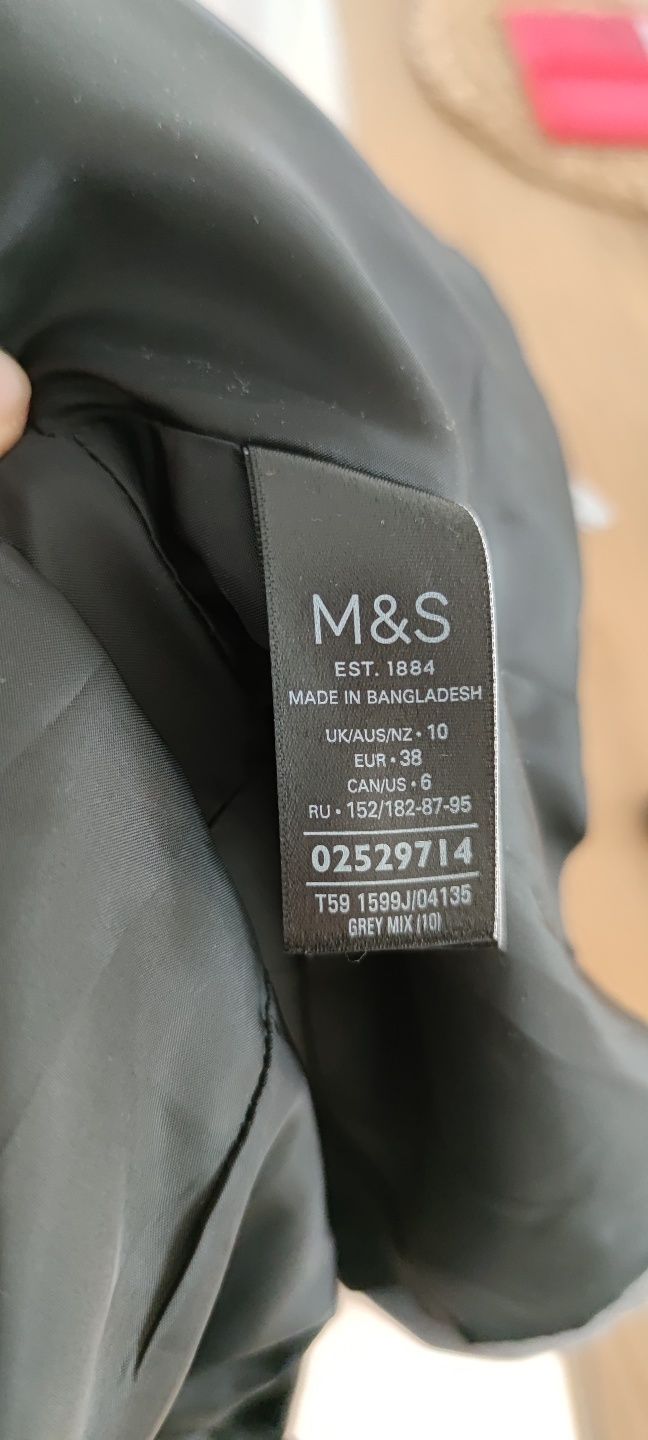 M&S
EST. 1884
MADE IN BANGLADESH
UK/AUS/NZ • 10
EUR • 38
CAN/US • 6
RU • 152/182-87-95
02529714
T59 1599J/04135
GREY MIX (10)